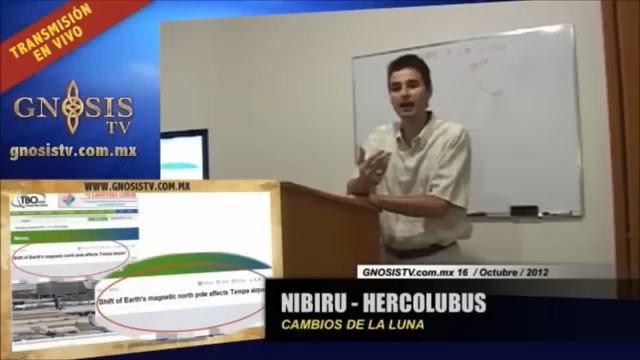 TRANSMISIÓN
EN VIVO
GNOSIS
TV
gnosistv.com.mx
WWW.GNOSISTV.COM.MX
TBO
News
Shift of Earth's magnetic north pole affects Tampa airport
Shift of Earth's magnetic north pole affects Tampa airpo
GNOSISTV.com.mx 16 / Octubre / 2012
NIBIRU - HERCOLUBUS
CAMBIOS DE LA LUNA